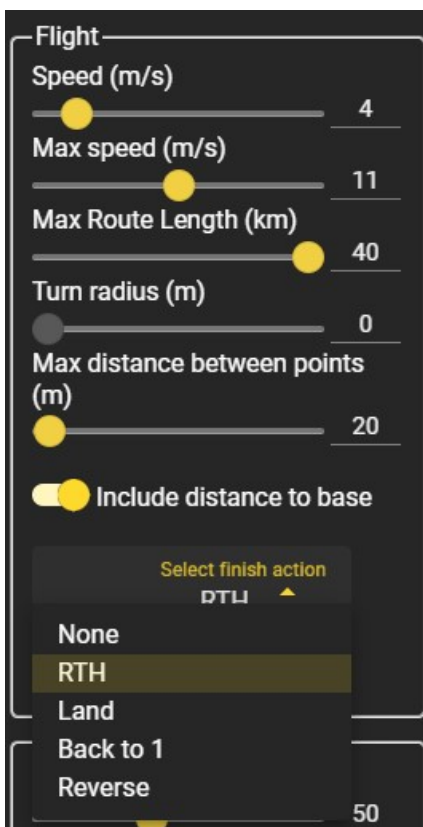 Flight
Speed (m/s)
4
Max speed (m/s)
11
Max Route Length (km)
40
Turn radius (m)
0
Max distance between points
(m)
20
Include distance to base
Select finish action
RTH
None
RTH
Land
Back to 1
Reverse
50